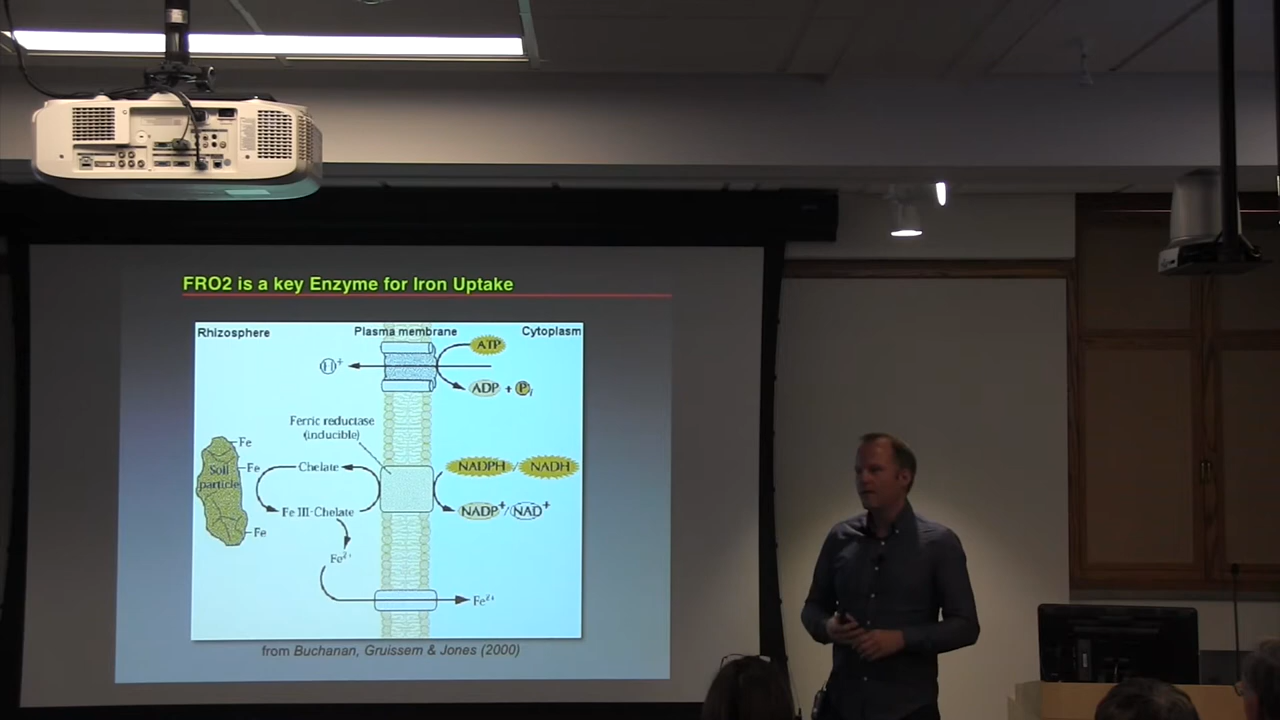 FRO2 is a key Enzyme for Iron Uptake
Rhizosphere
Plasma membrane
Cytoplasm
ATP
H+
ADP + Pi
Ferric reductase
(inducible)
Fe
Soil
particle
Fe
Chelate
NADPH / NADH
Fe III-Chelate
NADP+/NAD+
Fe
Fe2+
Fe2+
from Buchanan, Gruissem & Jones (2000)